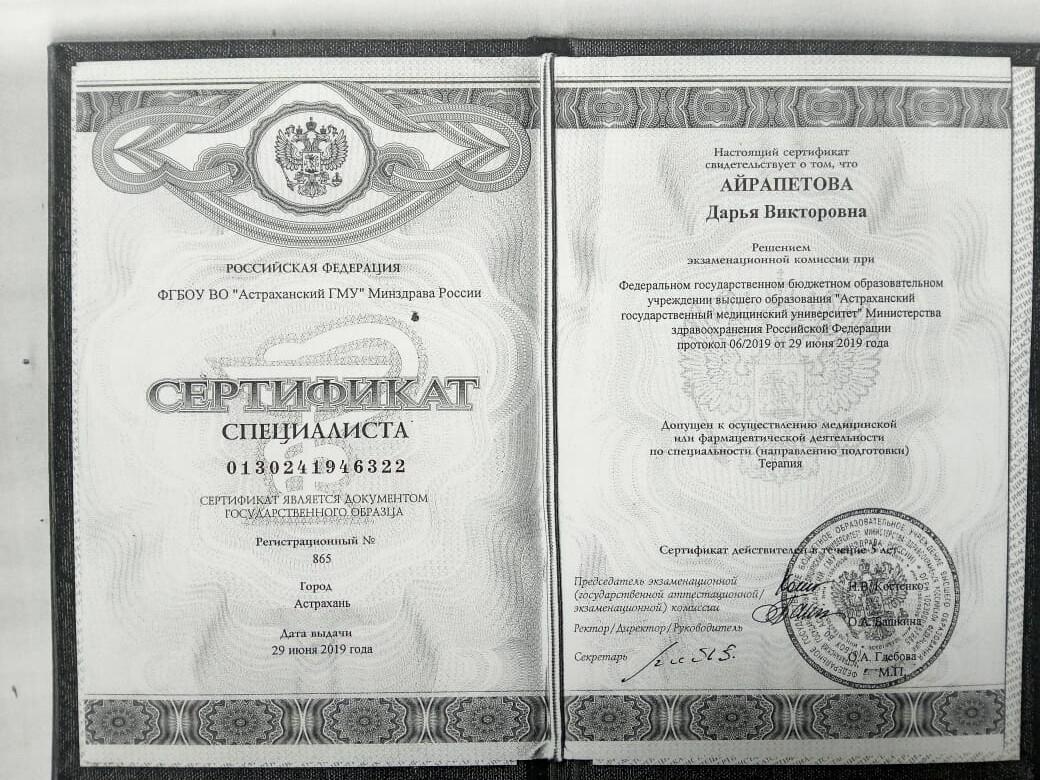 РОССИЙСКАЯ ФЕДЕРАЦИЯ
ФГБОУ ВО "Астраханский ГМУ" Минздрава России
СЕРТИФИКАТ
СПЕЦИАЛИСТА
0130241946322
СЕРТИФИКАТ ЯВЛЯЕТСЯ ДОКУМЕНТОМ
ГОСУДАРСТВЕННОГО ОБРАЗЦА
Регистрационный №
865
Город
Астрахань
Дата выдачи
29 июня 2019 года
Настоящий сертификат
свидетельствует о том, что
АЙРАПЕТОВА
Дарья Викторовна
Решением
экзаменационной комиссии при
Федеральном государственном бюджетном образовательном
учреждении высшего образования "Астраханский
государственный медицинский университет" Министерства
здравоохранения Российской Федерации
протокол 06/2019 от 29 июня 2019 года
Допущен к осуществлению медицинской
или фармацевтической деятельности
по специальности (направлению подготовки)
Терапия
Сертификат действителен в течение 5 лет.
Председатель экзаменационной
(государственной аттестационной/
экзаменационной) комиссии
Н.В. Костенко
Ректор/Директор/Руководитель
О.А. Башкина
Секретарь
О.А. Глебова
М.П.